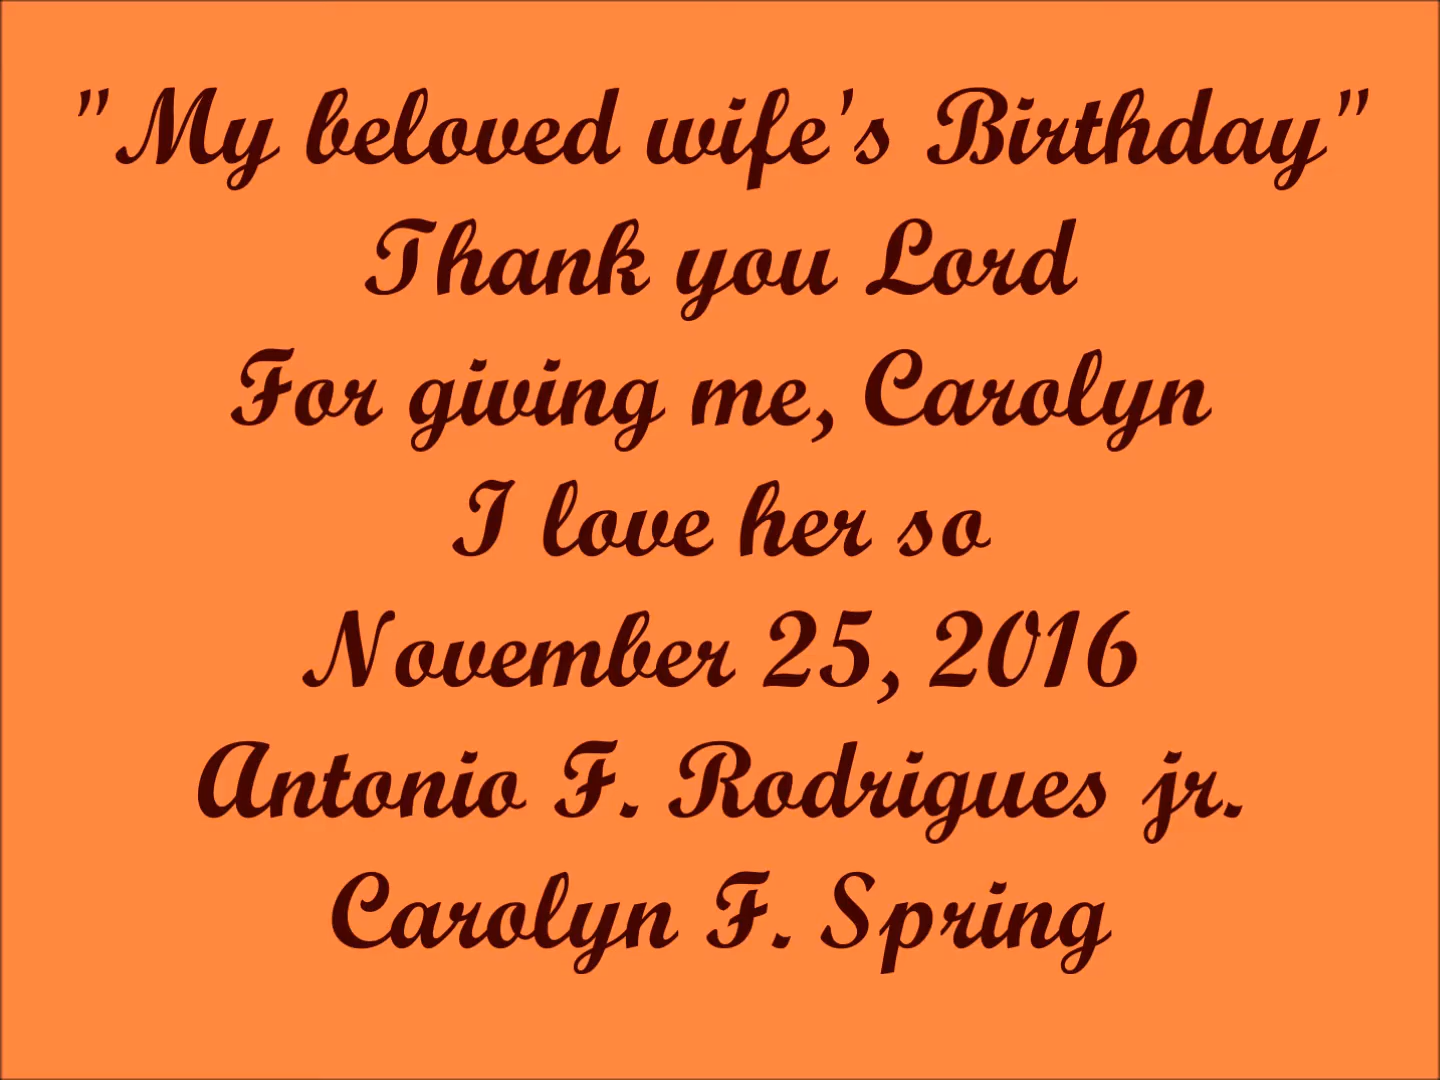 "My beloved wife's Birthday"
Thank you Lord
For giving me, Carolyn
I love her so
November 25, 2016
Antonio F. Rodrigues jr.
Carolyn F. Spring